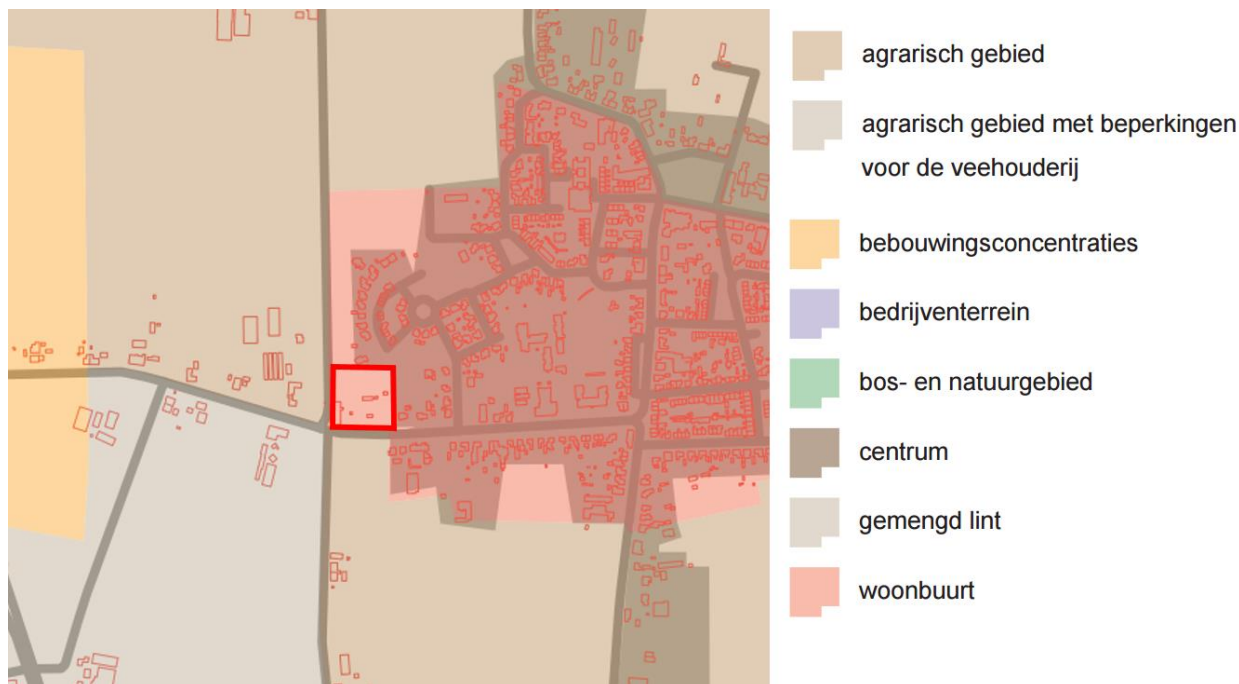 agrarisch gebied
agrarisch gebied met beperkingen
voor de veehouderij
bebouwingsconcentraties
bedrijventerrein
bos- en natuurgebied
centrum
gemengd lint
woonbuurt